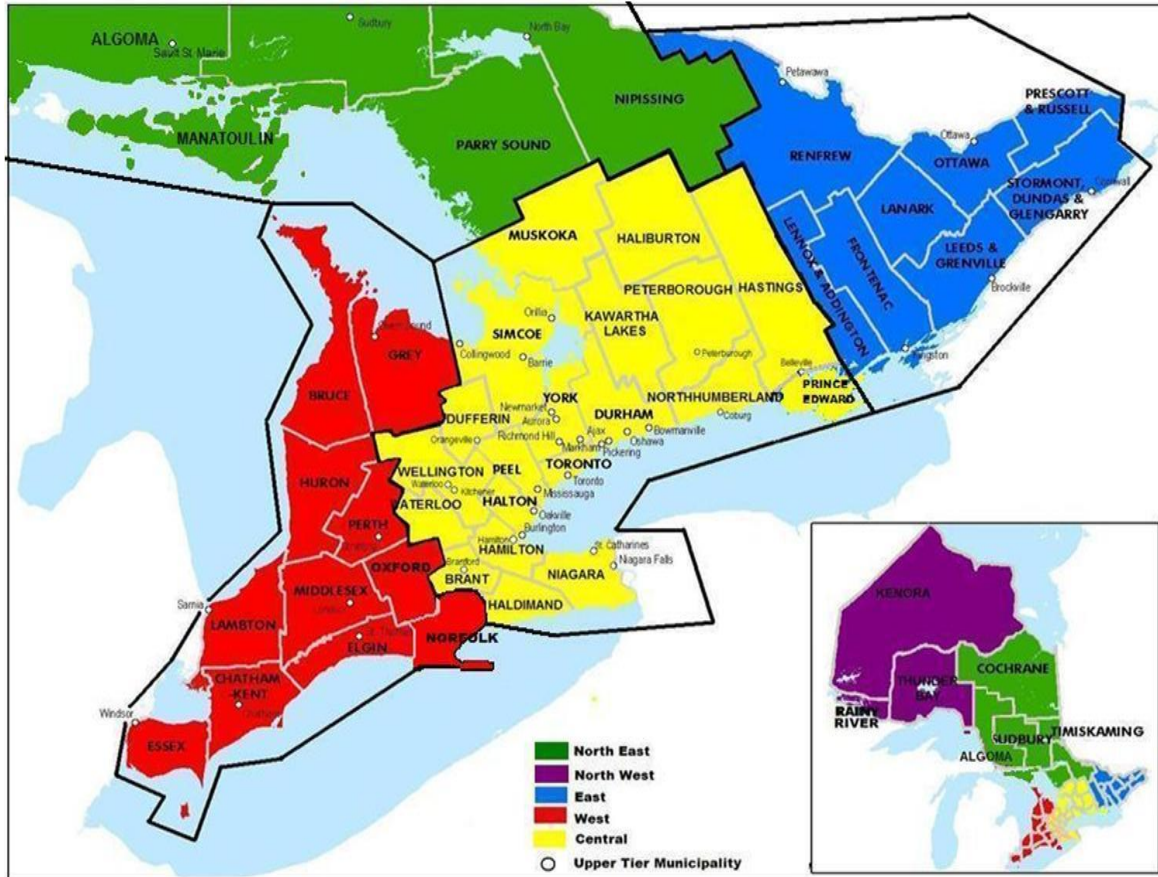 Sudbury
North Bay
ALGOMA
Sault St. Marie
Petawawa
NIPISSING
PRESCOTT
& RUSSELL
MANATOULIN
Ottawa
PARRY SOUND
RENFREW
OTTAWA
STORMONT,
DUNDAS &
GLENGARRY
Cornwall
LANARK
MUSKOKA
HALIBURTON
LENNOX & ADDINGTON
FRONTENAC
LEEDS &
GRENVILLE
Brockville
PETERBOROUGH
HASTINGS
Orillia
KAWARTHA
LAKES
SIMCOE
Owen Sound
GREY
Collingwood
Barrie
Peterborough
Belleville
Kingston
BRUCE
YORK
NORTHHUMBERLAND
PRINCE
EDWARD
Newmarket
DURHAM
DUFFERIN
Aurora
Coburg
Orangeville
Richmond Hill
Ajax
Bowmanville
Markham
Oshawa
Pickering
WELLINGTON
PEEL
TORONTO
HURON
Waterloo
Kitchener
Toronto
Mississauga
WATERLOO
HALTON
Oakville
PERTH
Burlington
Hamilton
HAMILTON
St. Catharines
Brantford
Niagara Falls
OXFORD
BRANT
NIAGARA
MIDDLESEX
HALDIMAND
Sarnia
London
LAMBTON
St. Thomas
NORFOLK
ELGIN
CHATHAM
-KENT
Chatham
Windsor
ESSEX
North East
North West
East
West
Central
Upper Tier Municipality
KENORA
COCHRANE
THUNDER
BAY
RAINY
RIVER
TIMISKAMING
SUDBURY
ALGOMA